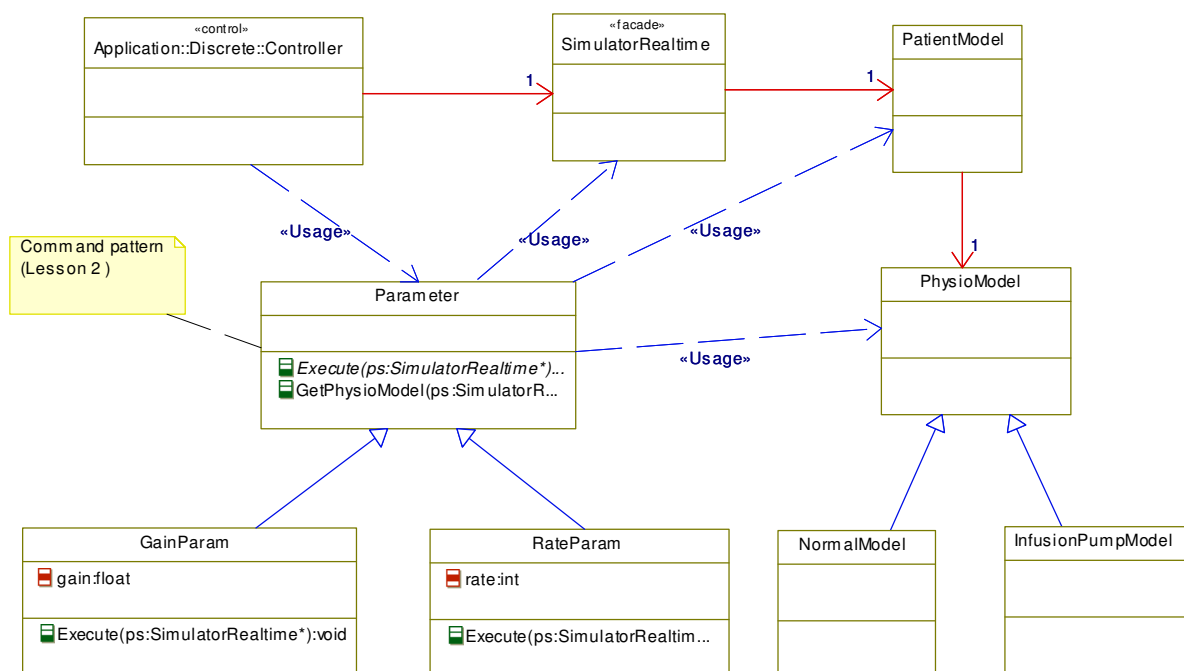 «control»
Application::Discrete::Controller
«facade»
SimulatorRealtime
PatientModel
1
1
«Usage»
«Usage»
«Usage»
Command pattern
(Lesson 2 )
1
Parameter
PhysioModel
Execute(ps:SimulatorRealtime*)...
GetPhysioModel(ps:SimulatorR...
«Usage»
GainParam
gain:float
Execute(ps:SimulatorRealtime*):void
RateParam
rate:int
Execute(ps:SimulatorRealtim...
NormalModel
InfusionPumpModel